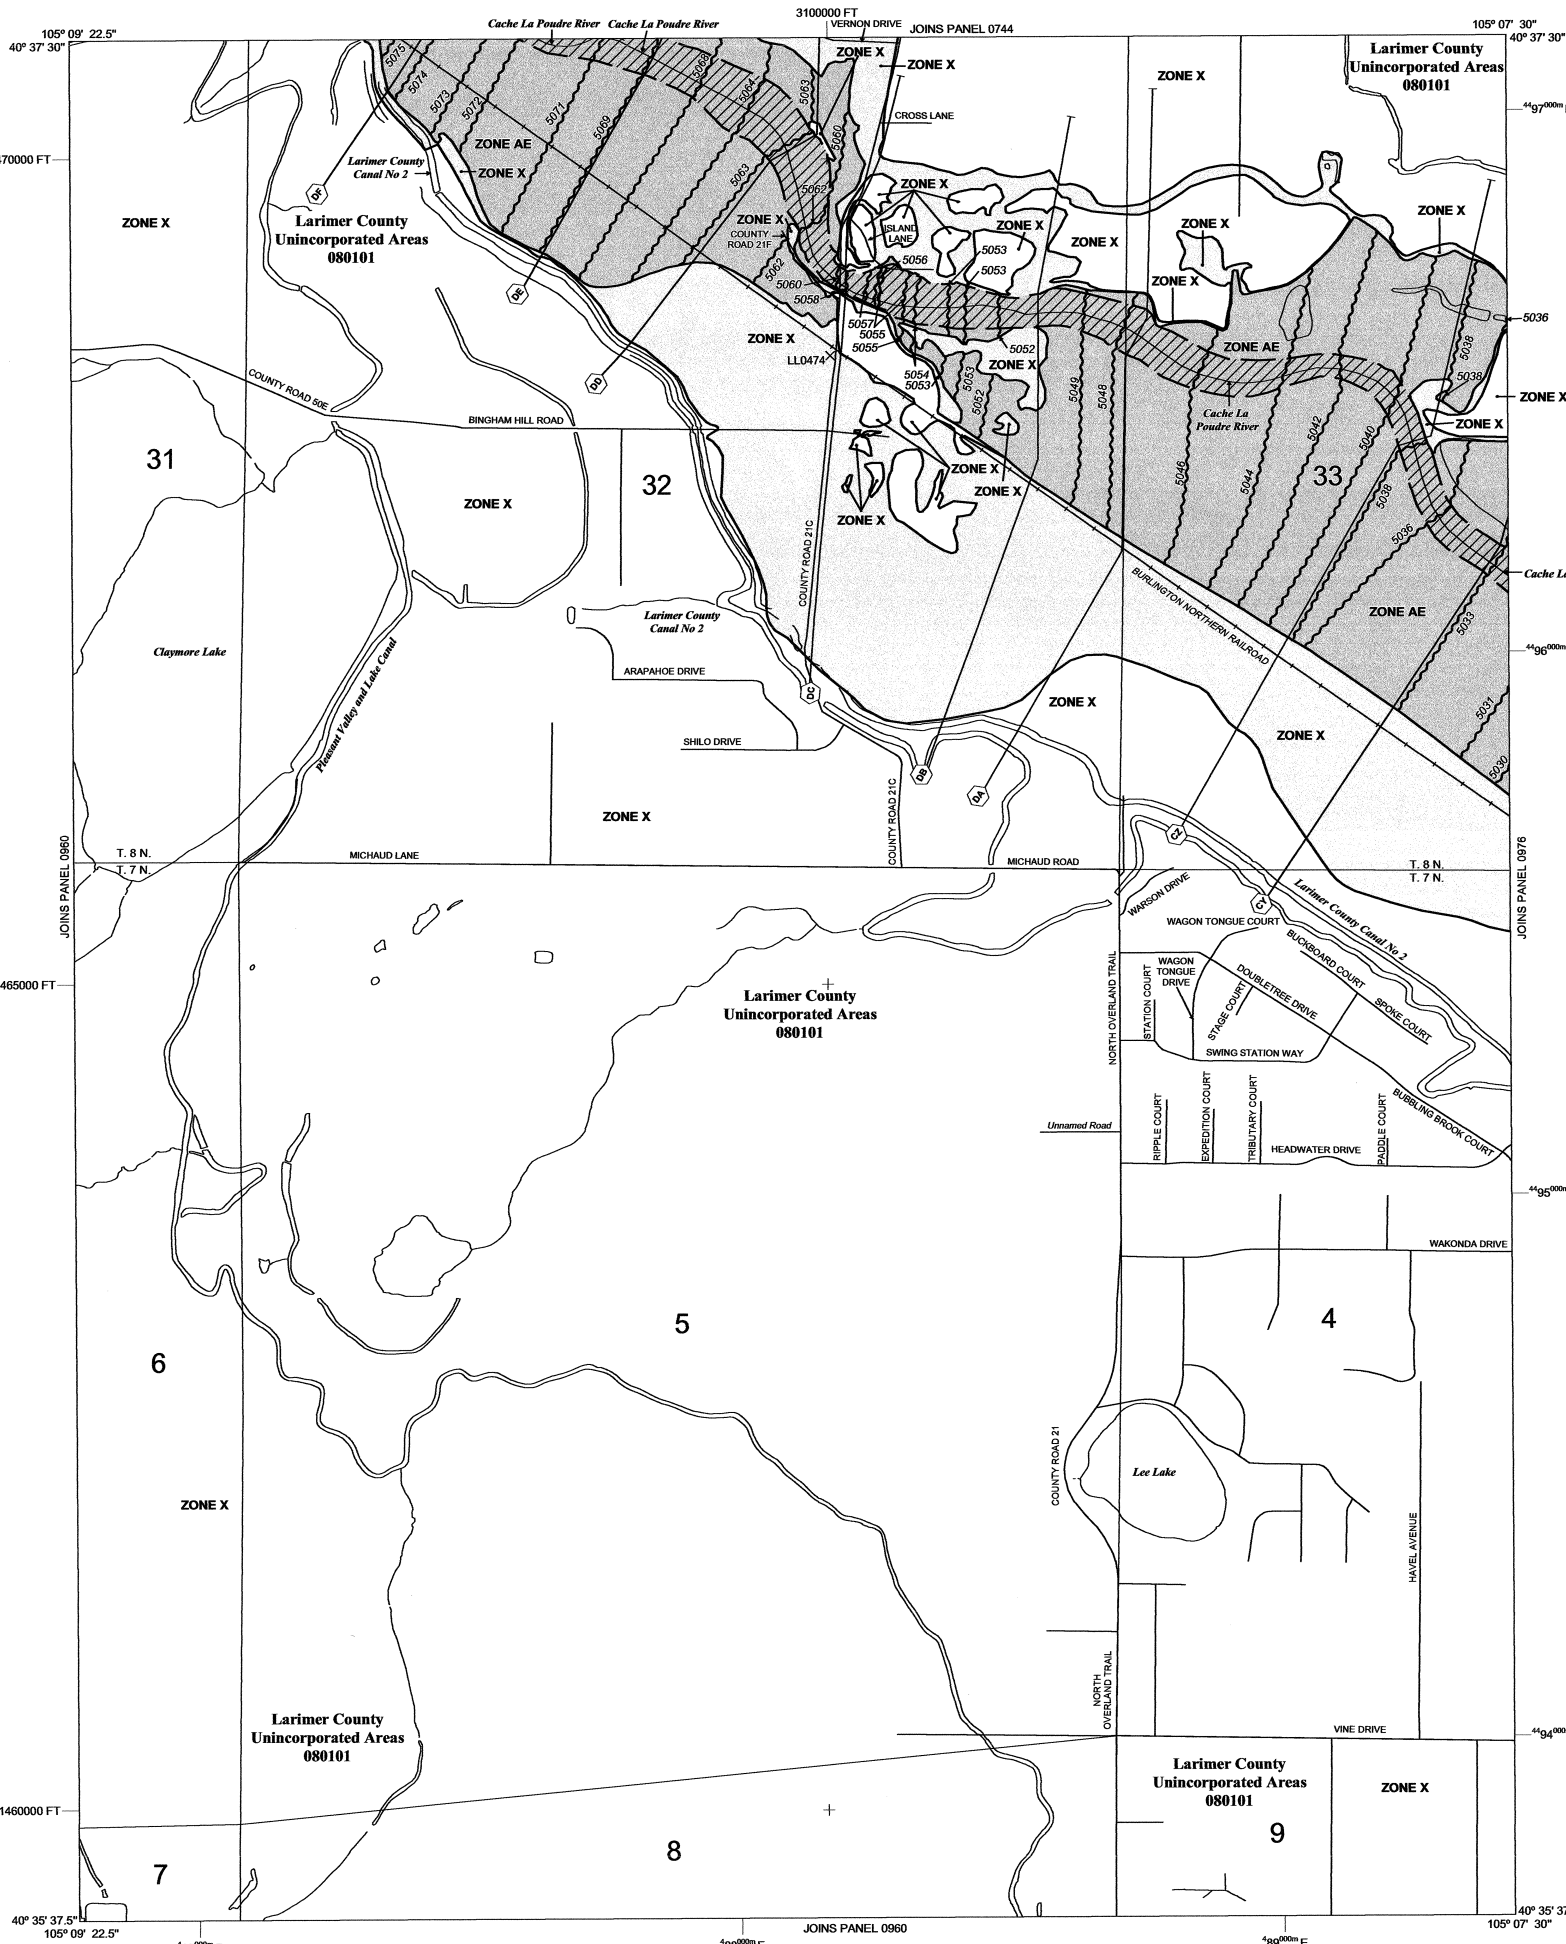 3100000 FT
105° 09' 22.5"
Cache La Poudre River
Cache La Poudre River
VERNON DRIVE
JOINS PANEL 0744
105° 07' 30"
40° 37' 30"
40° 37' 30"
ZONE X
ZONE X
ZONE X
Larimer County
Unincorporated Areas
080101
5075
5074
5073
5072
5071
5069
5068
5064
5063
5060
4497000m
CROSS LANE
ZONE AE
Larimer County
Canal No 2
ZONE X
5063
5062
DF
ZONE X
ZONE X
Larimer County
Unincorporated Areas
080101
ZONE X
COUNTY
ROAD 21F
ISLAND
LANE
ZONE X
ZONE X
ZONE X
ZONE X
5053
5056
5053
5062
5060
5058
ZONE X
DE
5057
5055
5055
5036
ZONE X
LL0474
5052
ZONE X
ZONE AE
5038
5038
DD
COUNTY ROAD 50E
5054
5053
5053
5052
5049
5048
Cache La
Poudre River
ZONE X
BINGHAM HILL ROAD
5042
5040
ZONE X
31
32
ZONE X
ZONE X
5046
5044
33
5038
ZONE X
ZONE X
5036
COUNTY ROAD 21C
BURLINGTON NORTHERN RAILROAD
ZONE AE
5033
Larimer County
Canal No 2
Claymore Lake
Pleasant Valley and Lake Canal
ARAPAHOE DRIVE
4496000m
DC
ZONE X
5031
ZONE X
SHILO DRIVE
5030
DB
DA
ZONE X
COUNTY ROAD 21C
CZ
JOINS PANEL 0960
T. 8 N.
T. 7 N.
MICHAUD LANE
MICHAUD ROAD
T. 8 N.
T. 7 N.
JOINS PANEL 0976
WARSON DRIVE
CY
Larimer County Canal No 2
WAGON TONGUE COURT
BUCKBOARD COURT
NORTH OVERLAND TRAIL
WAGON
TONGUE
DRIVE
DOUBLETREE DRIVE
STATION COURT
STAGE COURT
SPOKE COURT
465000 FT
Larimer County
Unincorporated Areas
080101
SWING STATION WAY
RIPPLE COURT
EXPEDITION COURT
TRIBUTARY COURT
PADDLE COURT
BUBBLING BROOK COURT
Unnamed Road
HEADWATER DRIVE
4495000m
WAKONDA DRIVE
5
4
6
COUNTY ROAD 21
Lee Lake
ZONE X
HAVEL AVENUE
NORTH
OVERLAND TRAIL
Larimer County
Unincorporated Areas
080101
VINE DRIVE
Larimer County
Unincorporated Areas
080101
ZONE X
1460000 FT
9
8
7
40° 35' 37.5"
105° 09' 22.5"
JOINS PANEL 0960
105° 07' 30"